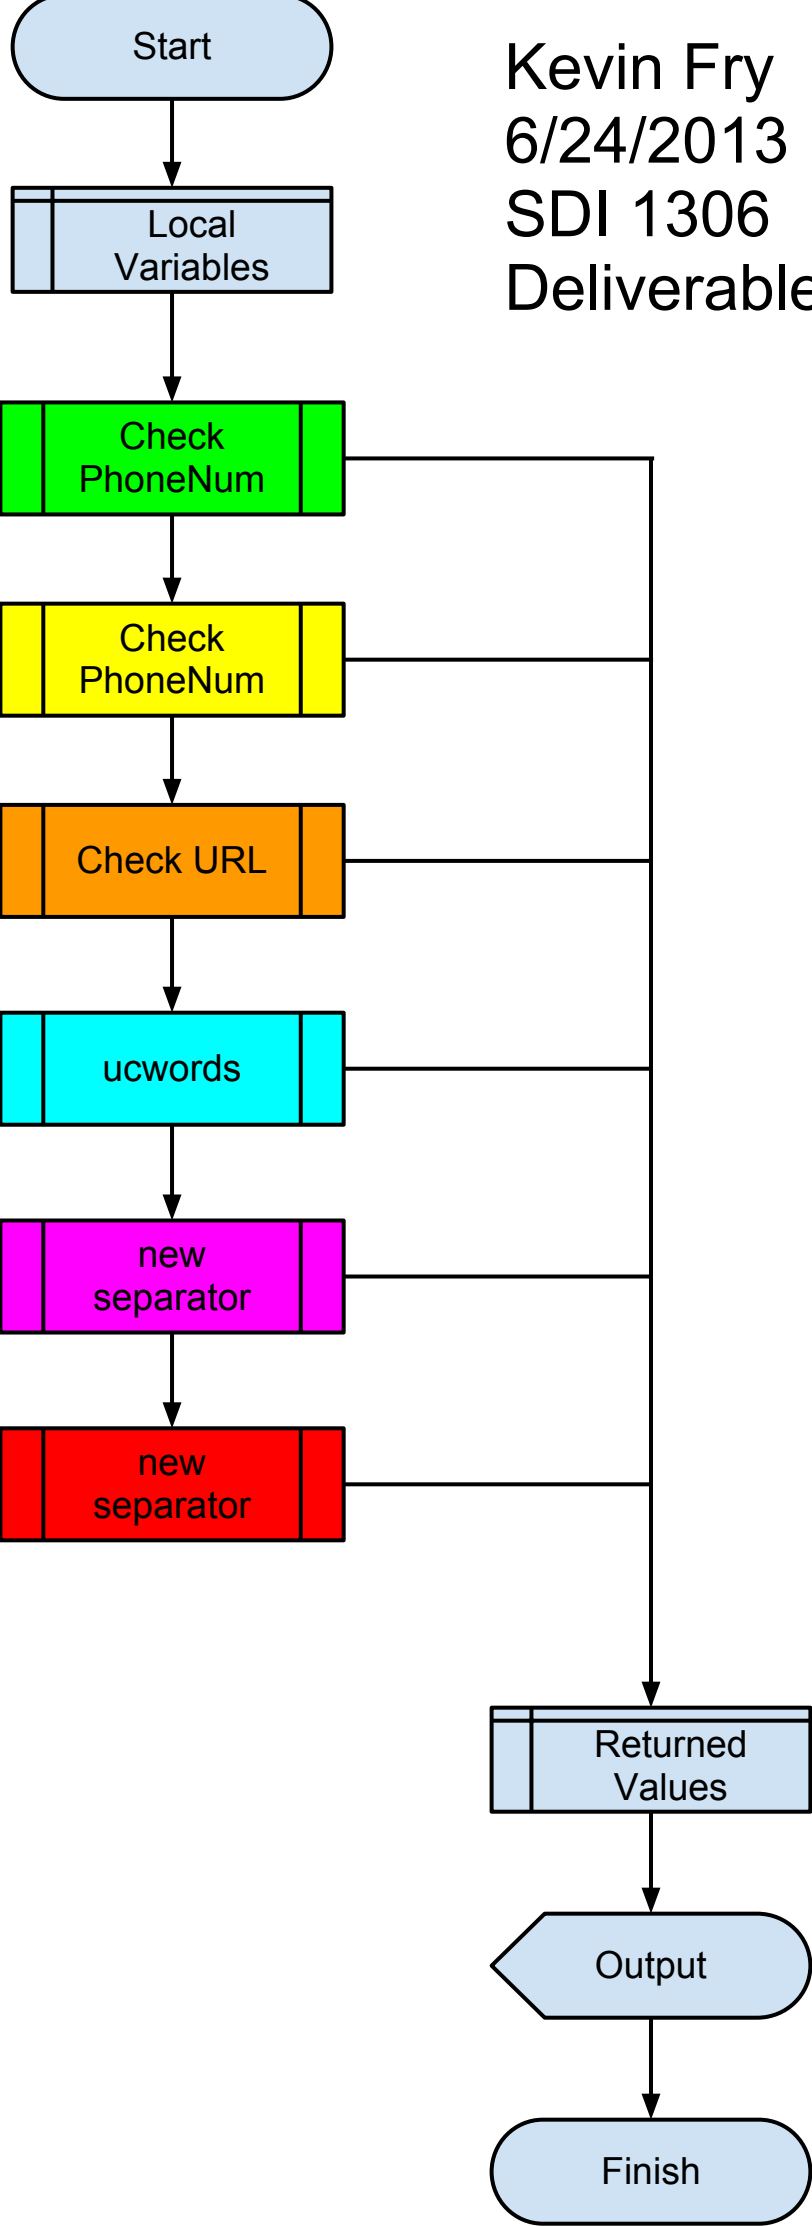 Start
Kevin Fry
6/24/2013
SDI 1306
Deliverable
Local
Variables
Check
PhoneNum
Check
PhoneNum
Check URL
ucwords
new
separator
new
separator
Returned
Values
Output
Finish